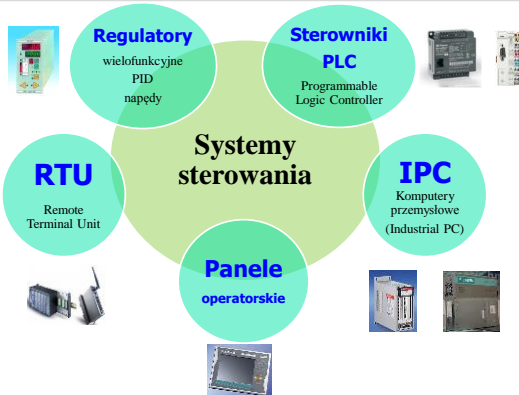 Regulatory
wielofunkcyjne
PID
napędy
Sterowniki
PLC
Programmable
Logic Controller
Systemy
sterowania
RTU
Remote
Terminal Unit
IPC
Komputery
przemysłowe
(Industrial PC)
Panele
operatorskie